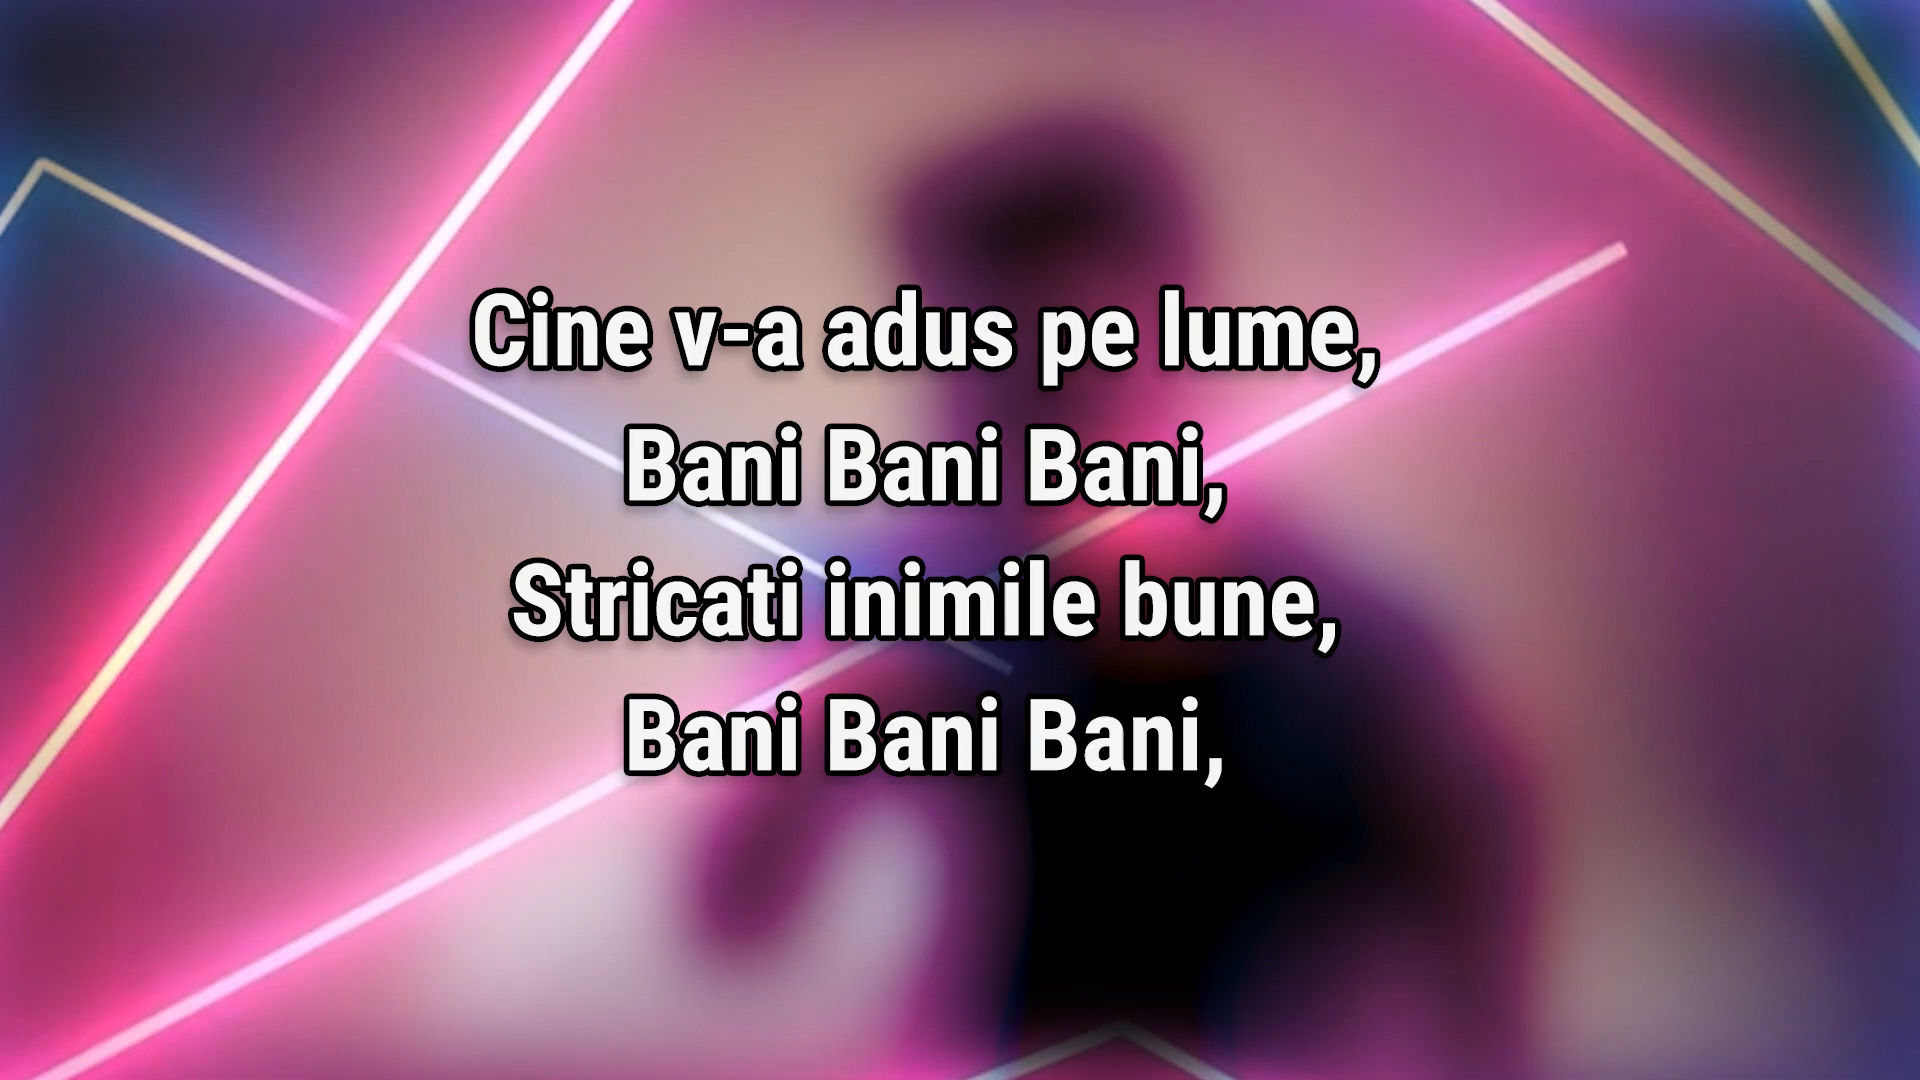 Cine v-a adus pe lume,
Bani Bani Bani,
Stricati inimile bune,
Bani Bani Bani,